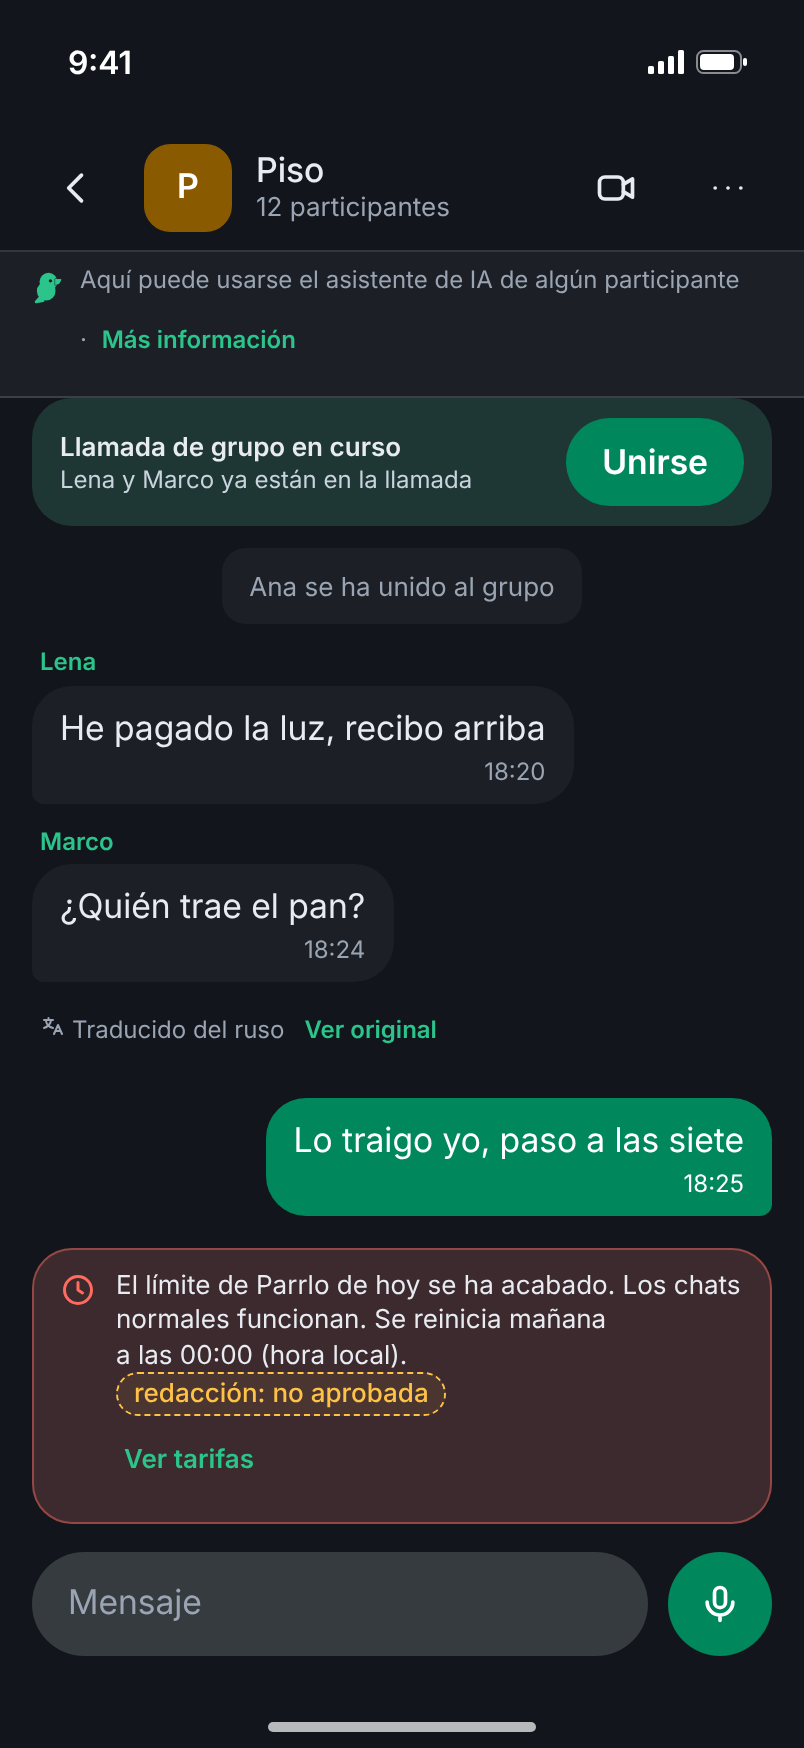 9:41
P
Piso
12 participantes
Aquí puede usarse el asistente de IA de algún participante
· Más información
Llamada de grupo en curso
Lena y Marco ya están en la llamada
Unirse
Ana se ha unido al grupo
Lena
He pagado la luz, recibo arriba
18:20
Marco
¿Quién trae el pan?
18:24
Traducido del ruso Ver original
Lo traigo yo, paso a las siete
18:25
El límite de Parrlo de hoy se ha acabado. Los chats
normales funcionan. Se reinicia mañana
a las 00:00 (hora local).
redacción: no aprobada
Ver tarifas
Mensaje